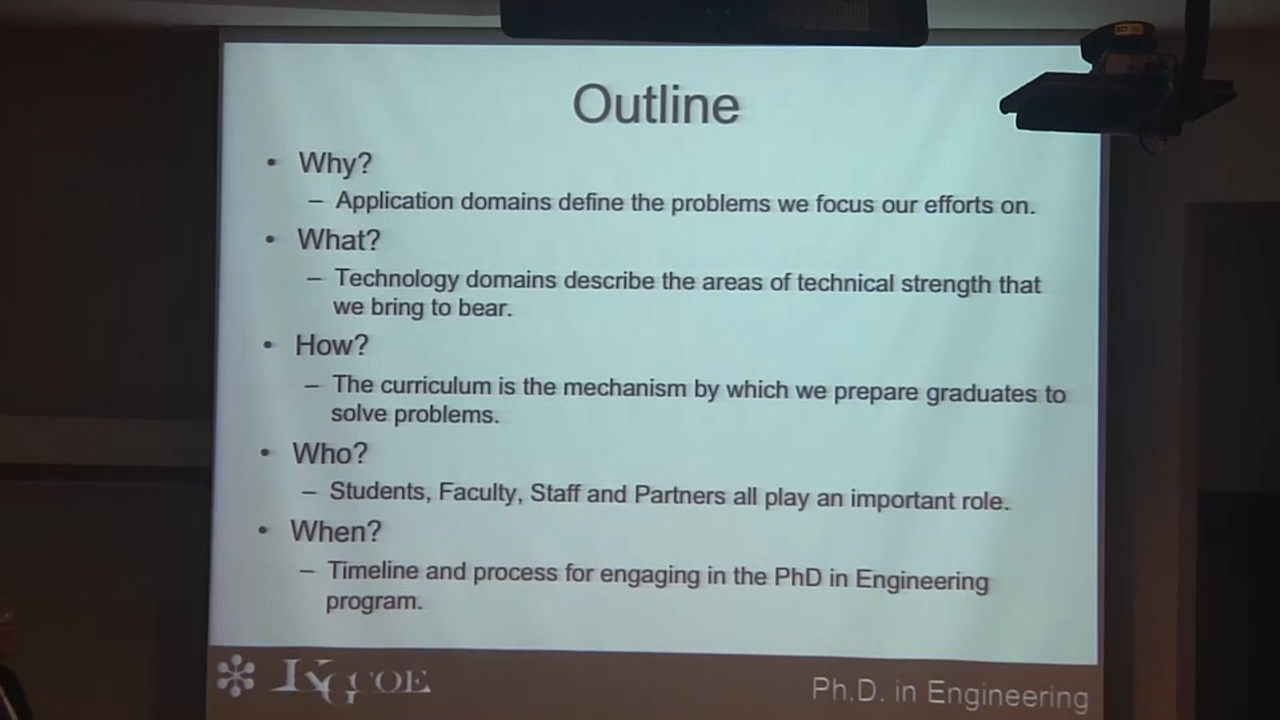 Outline
• Why?
– Application domains define the problems we focus our efforts on.
• What?
– Technology domains describe the areas of technical strength that
we bring to bear.
• How?
– The curriculum is the mechanism by which we prepare graduates to
solve problems.
• Who?
– Students, Faculty, Staff and Partners all play an important role.
• When?
– Timeline and process for engaging in the PhD in Engineering
program.
KGCOE
Ph.D. in Engineering